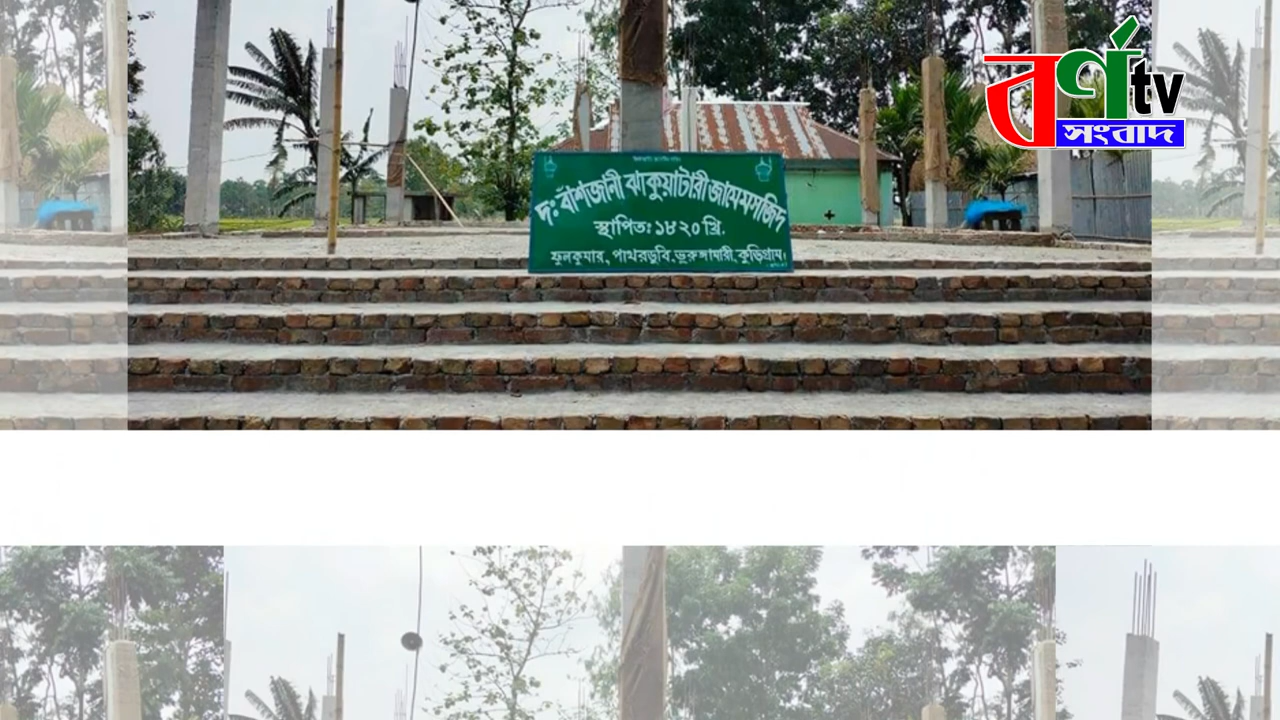 বর্ণ tv
সংবাদ
দঃ বাঁশজানী ঝাকুয়াটারী জামে মসজিদ
স্থাপিতঃ ১৮২০ খ্রি.
ফুলকুমার, পাথরডুবি, ভুরুঙ্গামারী, কুড়িগ্রাম।